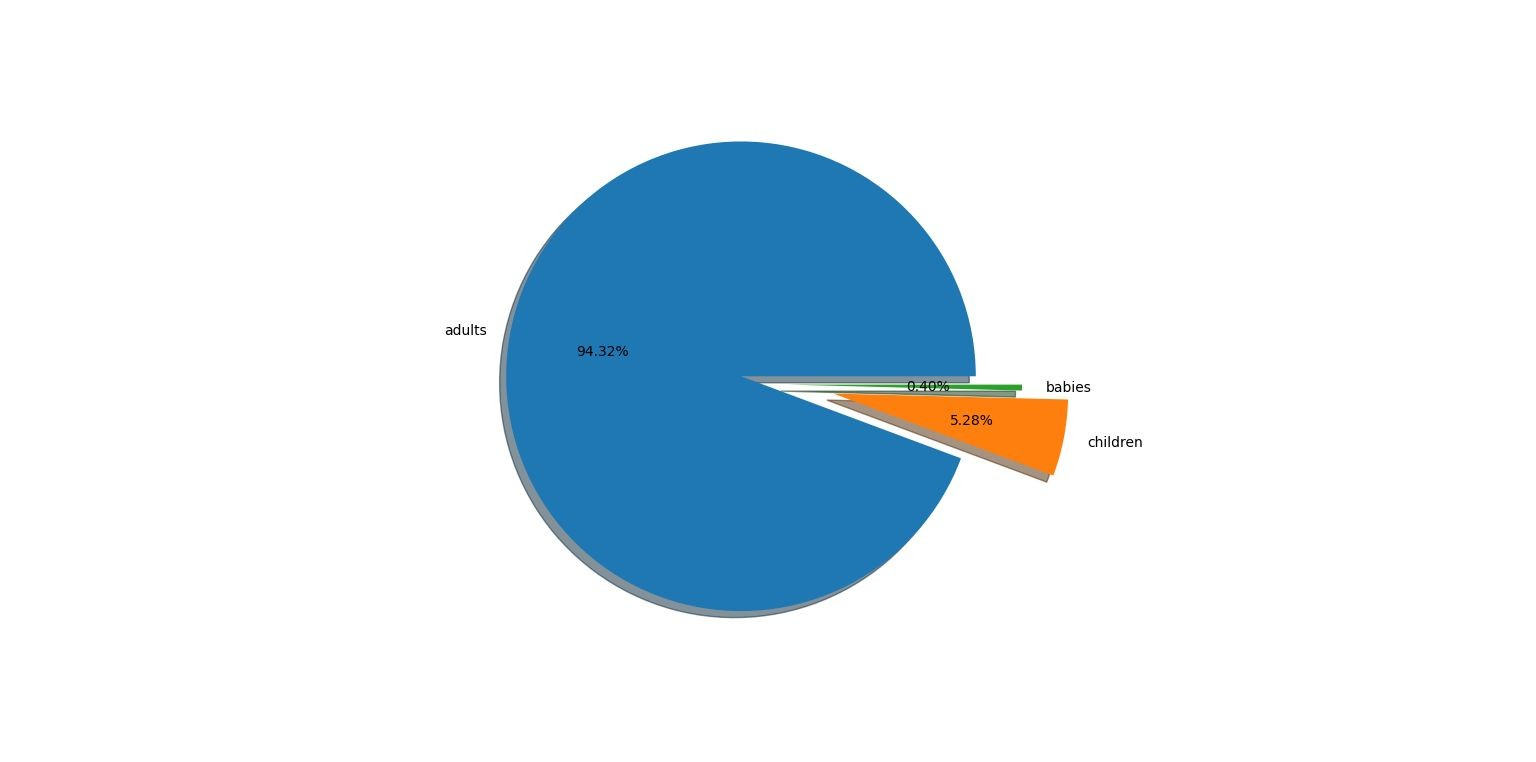 adults
94.32%
0.40%
babies
5.28%
children